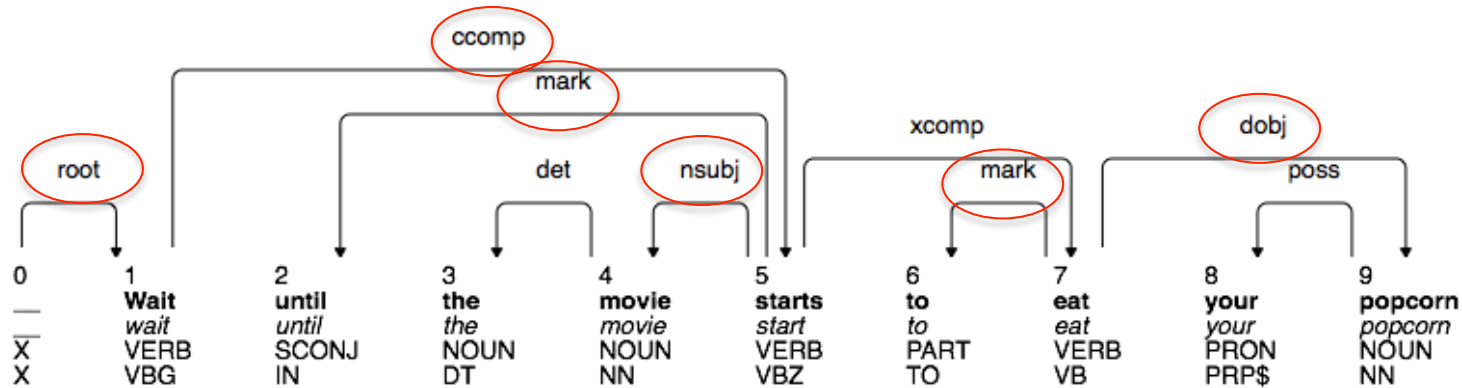 ccomp
mark
xcomp dobj
root det nsubj mark poss
0 1 2 3 4 5 6 7 8 9
__ Wait until the movie starts to eat your popcorn
__ wait until the movie start to eat your popcorn
X VERB SCONJ NOUN NOUN VERB PART VERB PRON NOUN
X VBG IN DT NN VBZ TO VB PRP$ NN